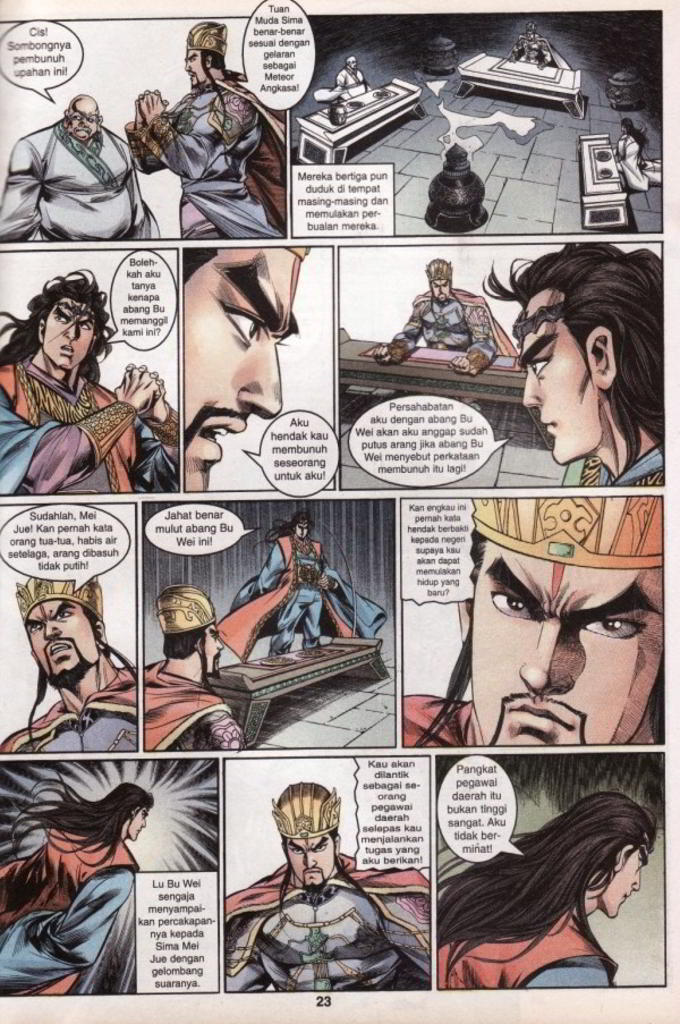 Cis!
Sombongnya
pembunuh
upahan ini!
Tuan
Muda Sima
benar-benar
sesuai dengan
gelaran
sebagai
Meteor
Angkasa!
Mereka bertiga pun
duduk di tempat
masing-masing dan
memulakan per-
bualan mereka.
Boleh-
kah aku
tanya
kenapa
abang Bu
memanggil
kami?
Aku
hendak kau
membunuh
seseorang
untuk aku!
Persahabatan
aku dengan abang Bu
Wei akan aku anggap sudah
putus arang jika abang Bu
Wei menyebut perkataan
membunuh itu lagi!
Sudahlah, Mei
Jue! Kan pernah kata
orang tua-tua, habis air
setelaga, arang dibasuh
tidak putih!
Jahat benar
mulut abang Bu
Wei ini!
Kan engkau ini
pernah kata
hendak berbakti
kepada negeri
supaya kau
akan dapat
memulakan
hidup yang
baru?
Lu Bu Wei
sengaja
menyampai-
kan percakapan-
nya kepada
Sima Mei
Jue dengan
gelombang
suaranya.
Kau akan
dilantik
sebagai se-
orang
pegawai
daerah
selepas kau
menjalankan
tugas yang
aku berikan!
Pangkat
pegawai
daerah itu
bukan tinggi
sangat. Aku
tidak ber-
minat!
23